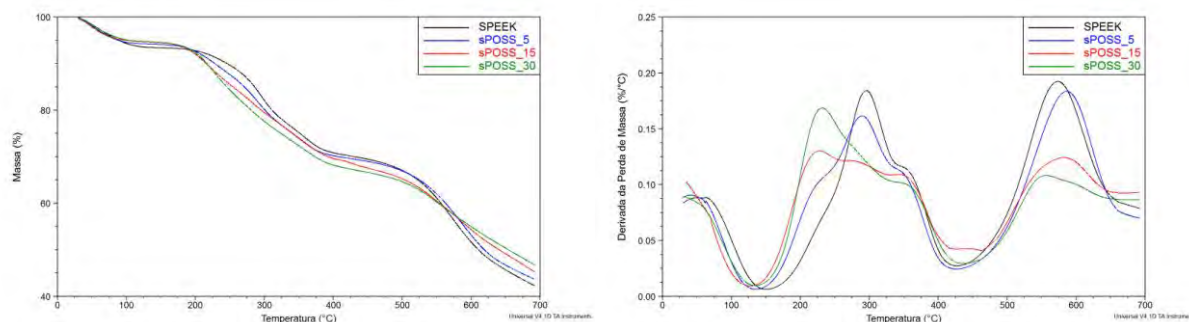 100
80
60
40
Massa (%)
0
100
200
300
400
500
600
700
Temperatura (°C)
Universal V4.1D TA Instruments
SPEEK
sPOSS_5
sPOSS_15
sPOSS_30
0.25
0.20
0.15
0.10
0.05
0.00
Derivada da Perda de Massa (%/°C)
0
100
200
300
400
500
600
700
Temperatura (°C)
Universal V4.1D TA Instrume
SPEEK
sPOSS_5
sPOSS_15
sPOSS_30